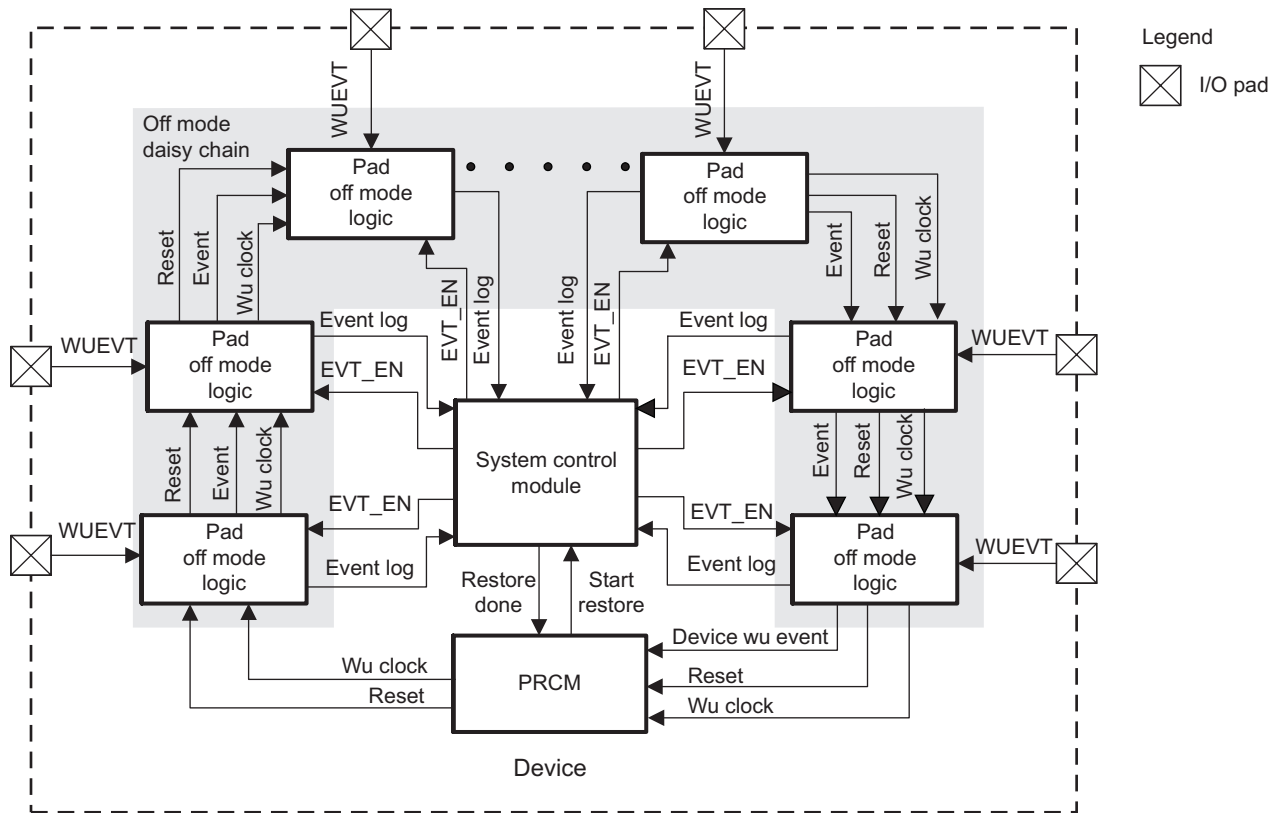 Legend
I/O pad
WUEVT
WUEVT
Off mode
daisy chain
Pad
off mode
logic
Pad
off mode
logic
Reset
Event
Wu clock
EVT_EN
Event log
Event log
EVT_EN
Event
Reset
Wu clock
WUEVT
Pad
off mode
logic
Event log
EVT_EN
Event log
EVT_EN
Pad
off mode
logic
WUEVT
Reset
Event
Wu clock
System control
module
Event
Reset
Wu clock
WUEVT
Pad
off mode
logic
EVT_EN
Event log
EVT_EN
Event log
Pad
off mode
logic
WUEVT
Restore
done
Start
restore
Wu clock
Reset
PRCM
Device wu event
Reset
Wu clock
Device